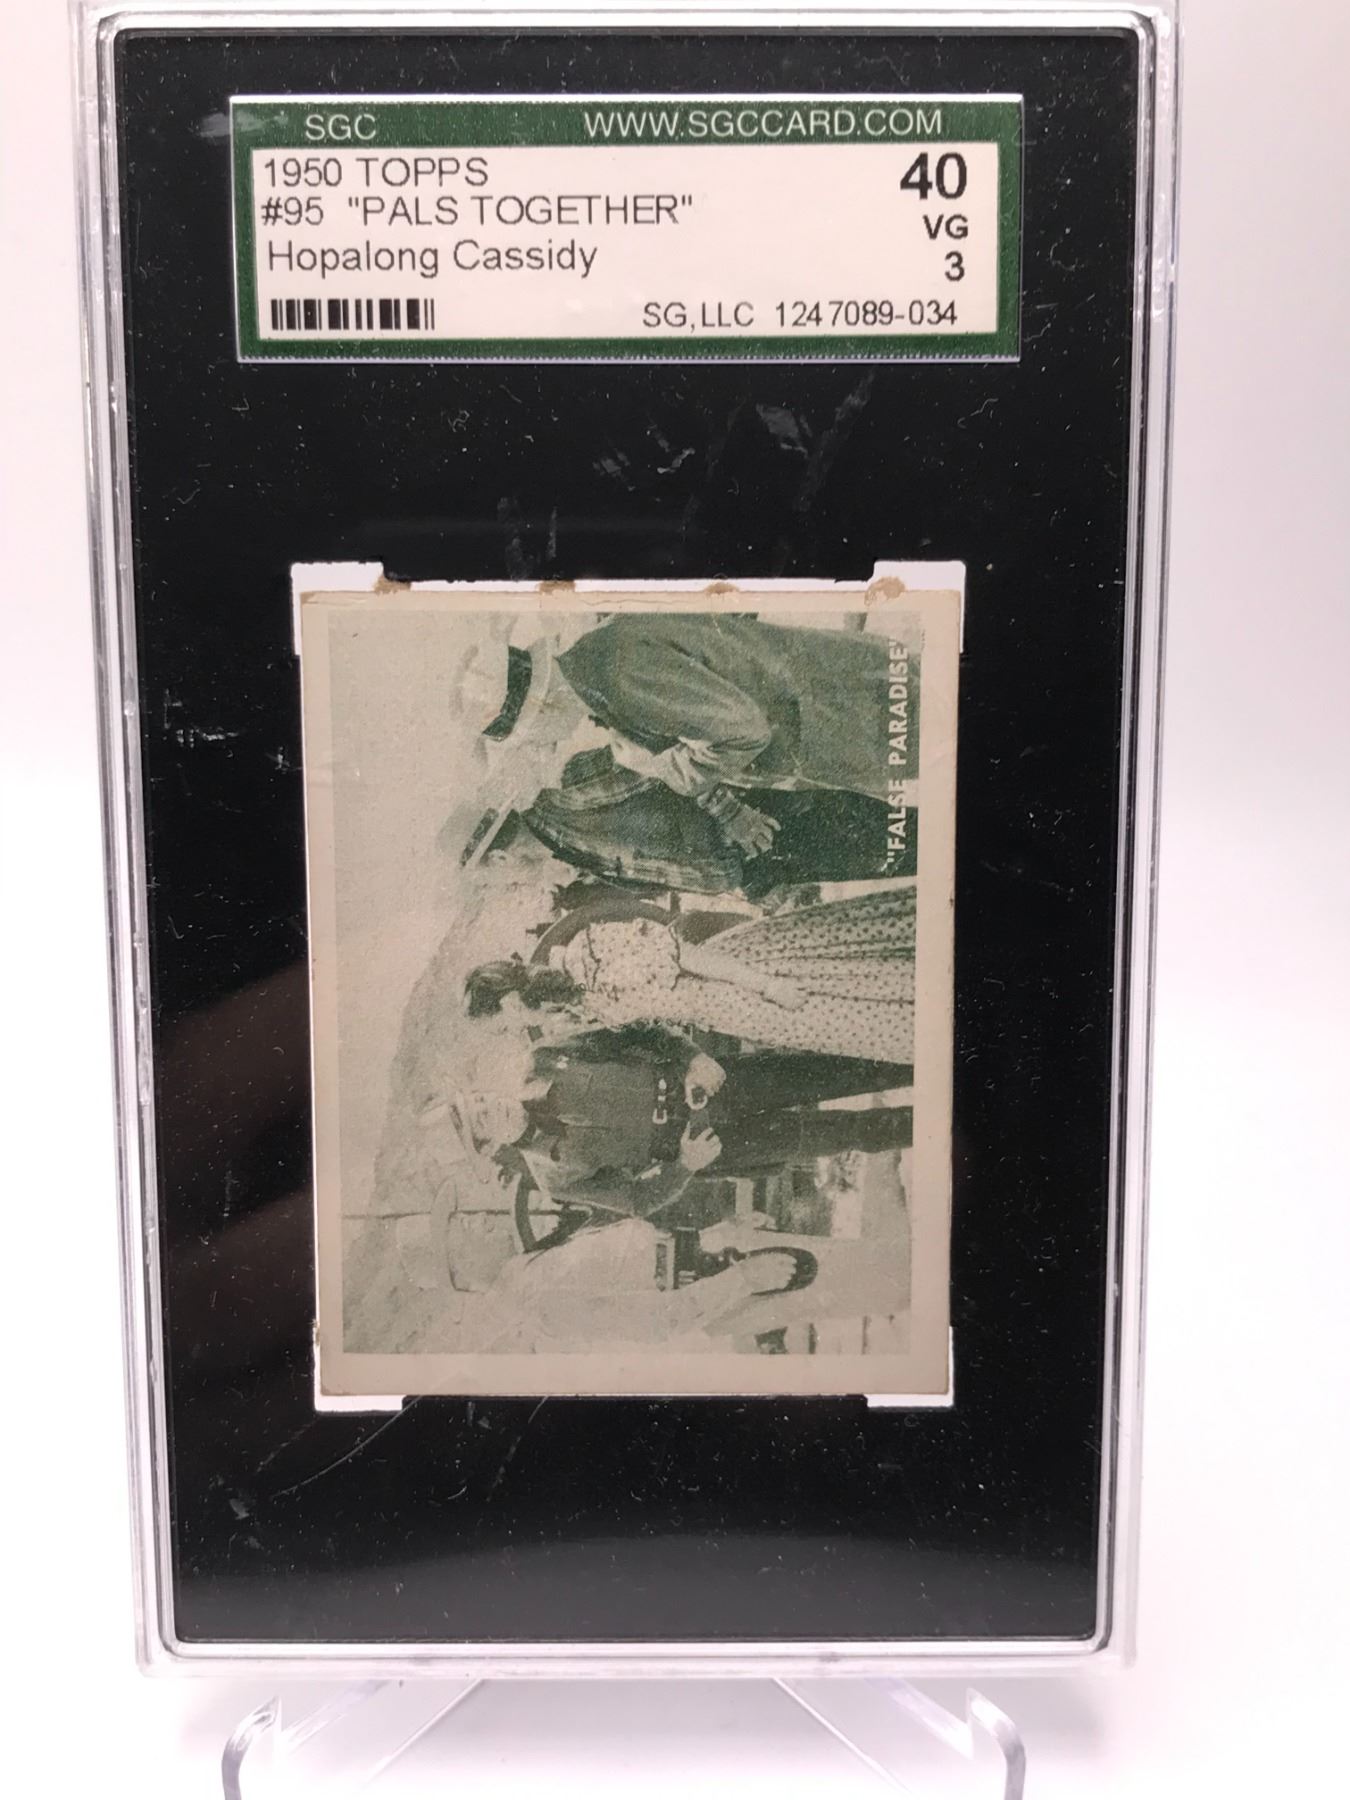 SGC WWW.SGCCARD.COM
1950 TOPPS 40
#95 "PALS TOGETHER" VG
Hopalong Cassidy 3
SG,LLC 1247089-034
"FALSE PARADISE"